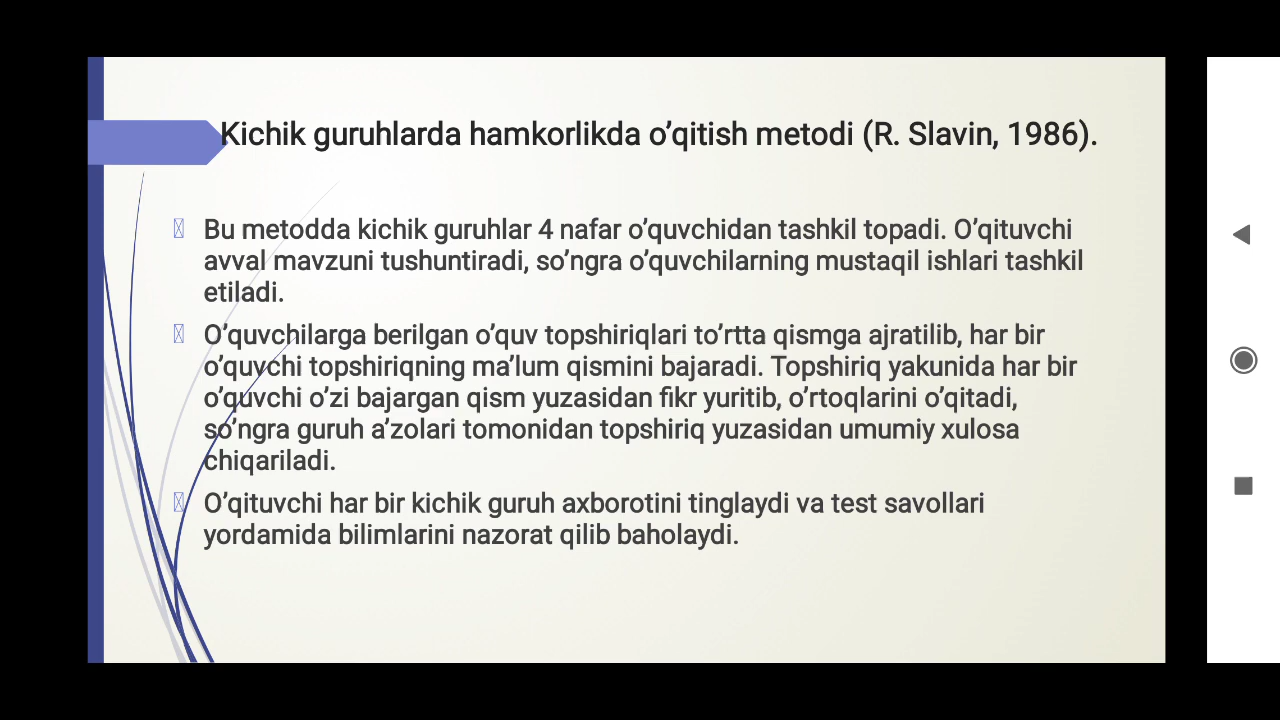 Kichik guruhlarda hamkorlikda o’qitish metodi (R. Slavin, 1986).
Bu metodda kichik guruhlar 4 nafar o’quvchidan tashkil topadi. O’qituvchi
avval mavzuni tushuntiradi, so’ngra o’quvchilarning mustaqil ishlari tashkil
etiladi.
O’quvchilarga berilgan o’quv topshiriqlari to’rtta qismga ajratilib, har bir
o’quvchi topshiriqning ma’lum qismini bajaradi. Topshiriq yakunida har bir
o’quvchi o’zi bajargan qism yuzasidan fikr yuritib, o’rtoqlarini o’qitadi,
so’ngra guruh a’zolari tomonidan topshiriq yuzasidan umumiy xulosa
chiqariladi.
O’qituvchi har bir kichik guruh axborotini tinglaydi va test savollari
yordamida bilimlarini nazorat qilib baholaydi.